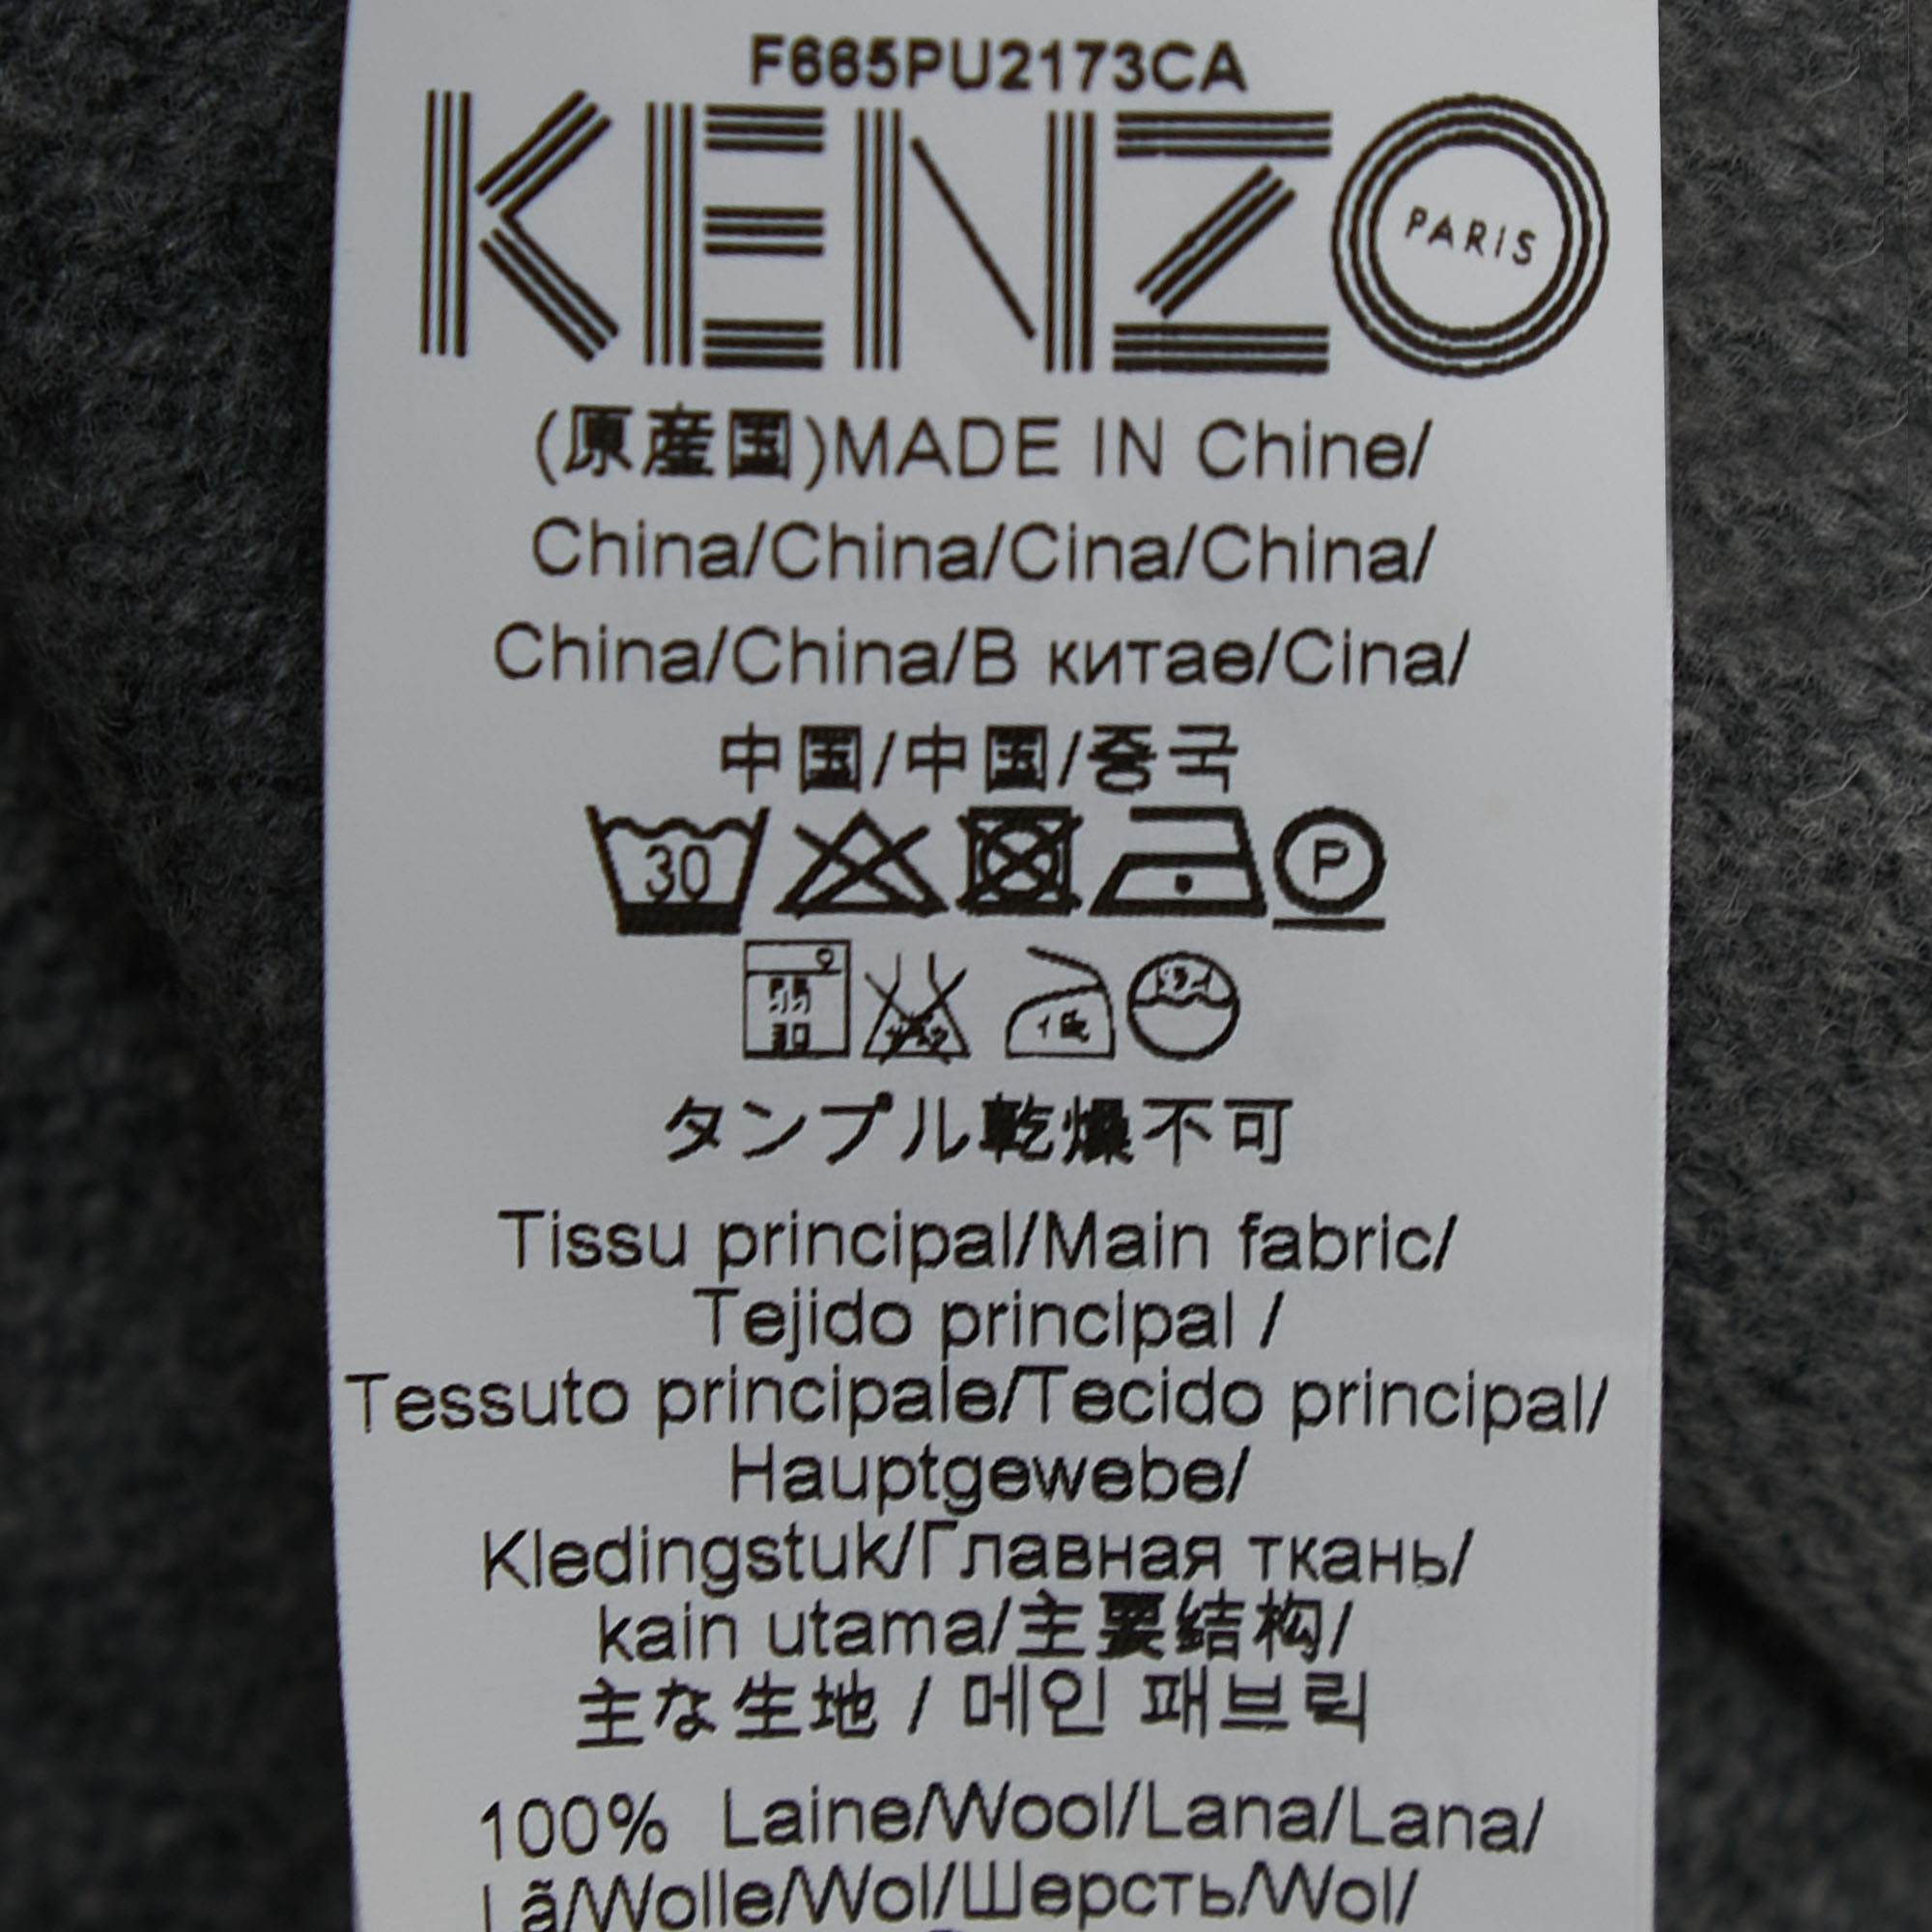 F665PU2173CA
KENZO PARIS
(原産国)MADE IN Chine/
China/China/Cina/China/
China/China/В китае/Cina/
中国/中国/중국
30 P
タンプル乾燥不可
Tissu principal/Main fabric/
Tejido principal /
Tessuto principale/Tecido principal/
Hauptgewebe/
Kledingstuk/Главная ткань/
kain utama/主要结构/
主な生地 / 메인 패브릭
100% Laine/Wool/Lana/Lana/
Lã/Wolle/Wol/Шерсть/Wol/